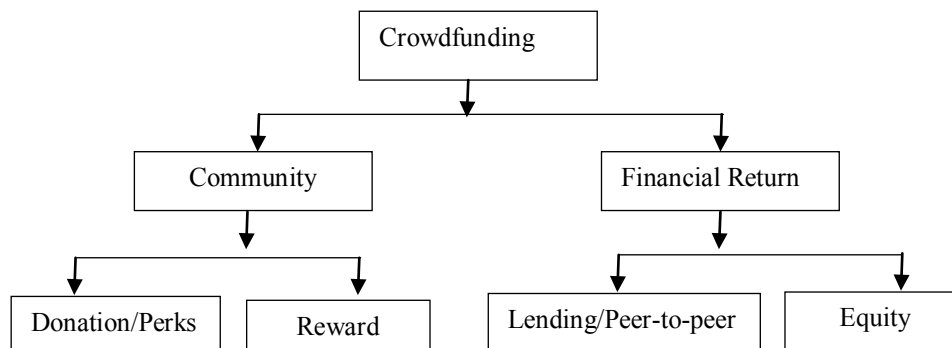 Crowdfunding
Community
Financial Return
Donation/Perks
Reward
Lending/Peer-to-peer
Equity